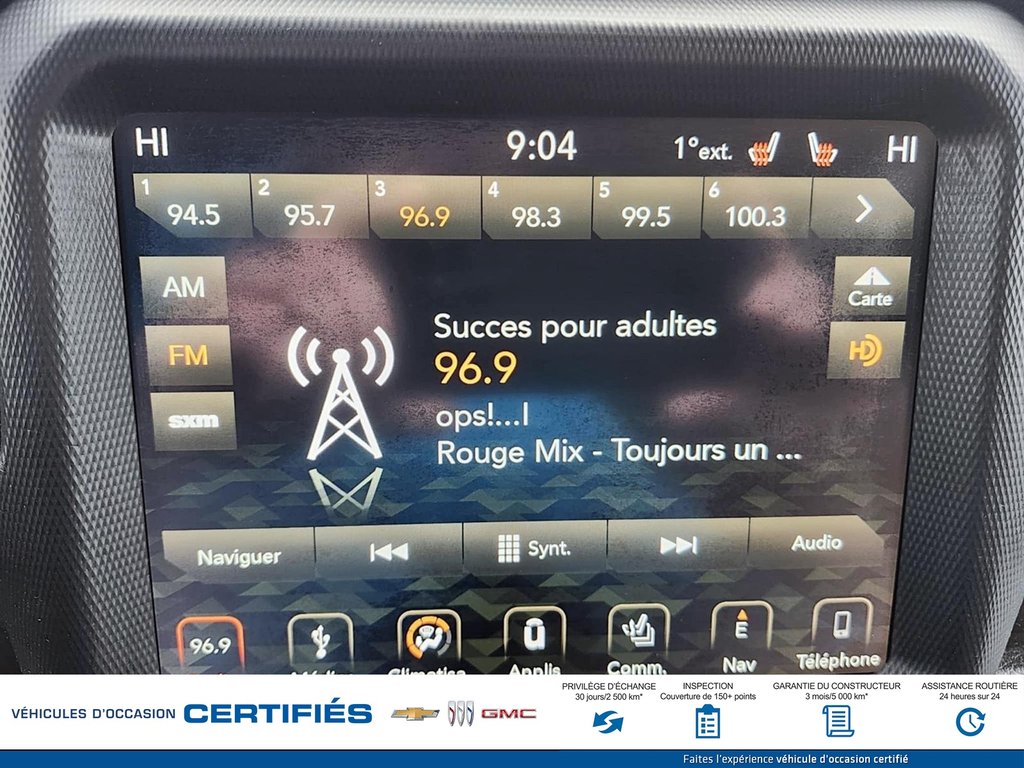 HI 9:04 1°ext. HI
1 94.5 2 95.7 3 96.9 4 98.3 5 99.5 6 100.3
AM
FM
sxm
Carte
HD
Succes pour adultes
96.9
ops!...I
Rouge Mix - Toujours un ...
Naviguer Synt. Audio
96.9 Applis Comm. E Nav Téléphone
VÉHICULES D'OCCASION CERTIFIÉS GMC
PRIVILÈGE D'ÉCHANGE
30 jours/2 500 km*
INSPECTION
Couverture de 150+ points
GARANTIE DU CONSTRUCTEUR
3 mois/5 000 km*
ASSISTANCE ROUTIÈRE
24 heures sur 24
Faites l'expérience véhicule d'occasion certifié